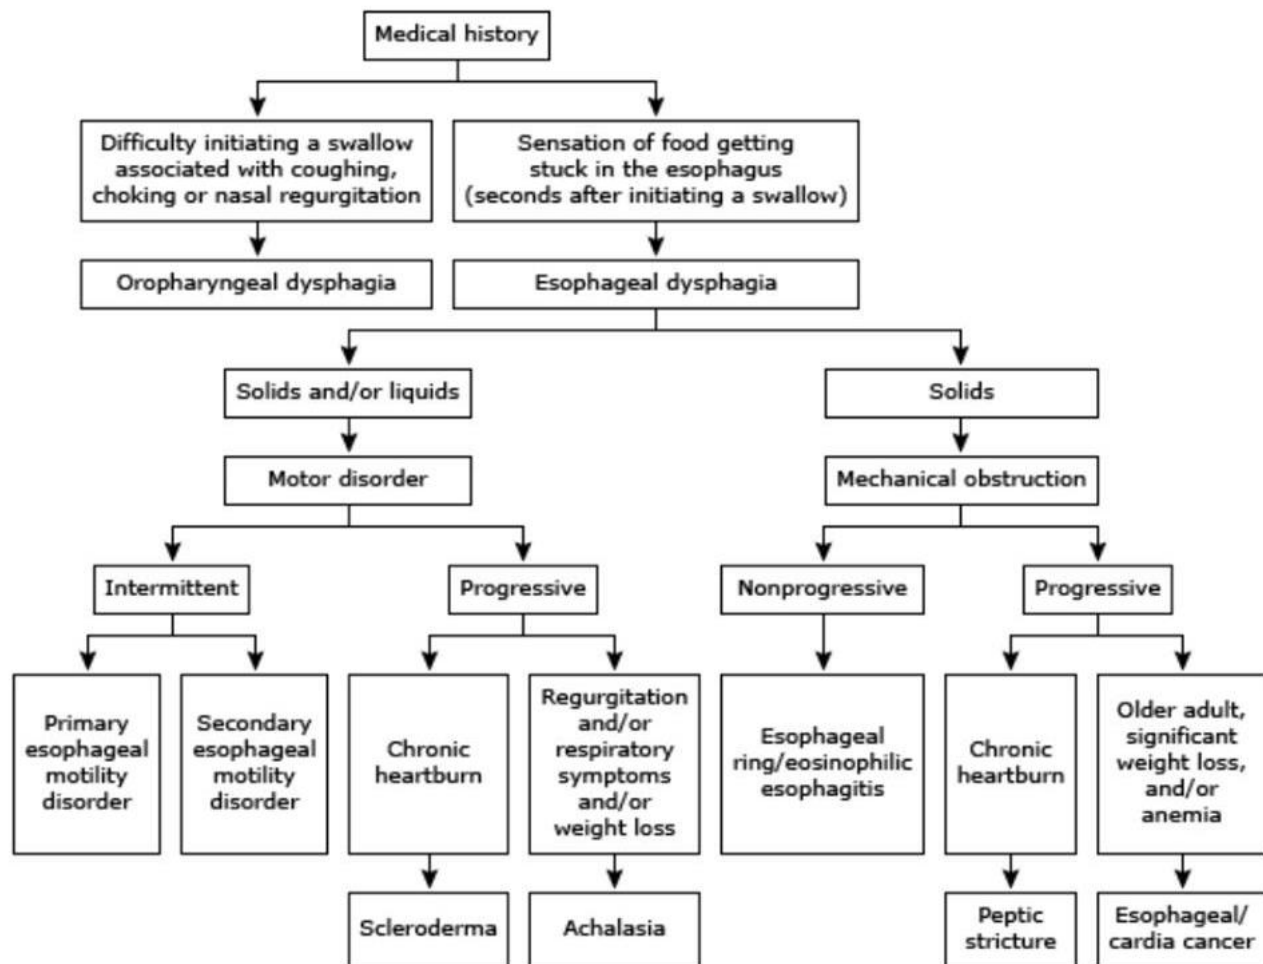 Medical history
Difficulty initiating a swallow
associated with coughing,
choking or nasal regurgitation
Sensation of food getting
stuck in the esophagus
(seconds after initiating a swallow)
Oropharyngeal dysphagia
Esophageal dysphagia
Solids and/or liquids
Solids
Motor disorder
Mechanical obstruction
Intermittent
Progressive
Nonprogressive
Progressive
Primary
esophageal
motility
disorder
Secondary
esophageal
motility
disorder
Chronic
heartburn
Regurgitation
and/or
respiratory
symptoms
and/or
weight loss
Esophageal
ring/eosinophilic
esophagitis
Chronic
heartburn
Older adult,
significant
weight loss,
and/or
anemia
Scleroderma
Achalasia
Peptic
stricture
Esophageal/
cardia cancer